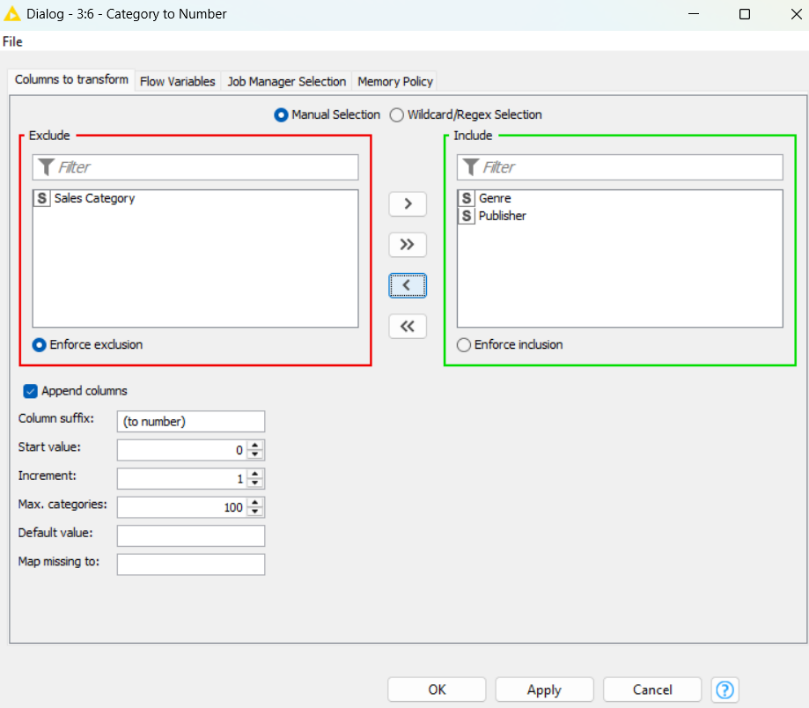 Dialog - 3:6 - Category to Number
File
Columns to transform Flow Variables Job Manager Selection Memory Policy
Manual Selection Wildcard/Regex Selection
Exclude
Filter
S Sales Category
Enforce exclusion
Include
Filter
S Genre
S Publisher
Enforce inclusion
> 
>>
<
<<
Append columns
Column suffix: (to number)
Start value: 0
Increment: 1
Max. categories: 100
Default value:
Map missing to:
OK Apply Cancel ?